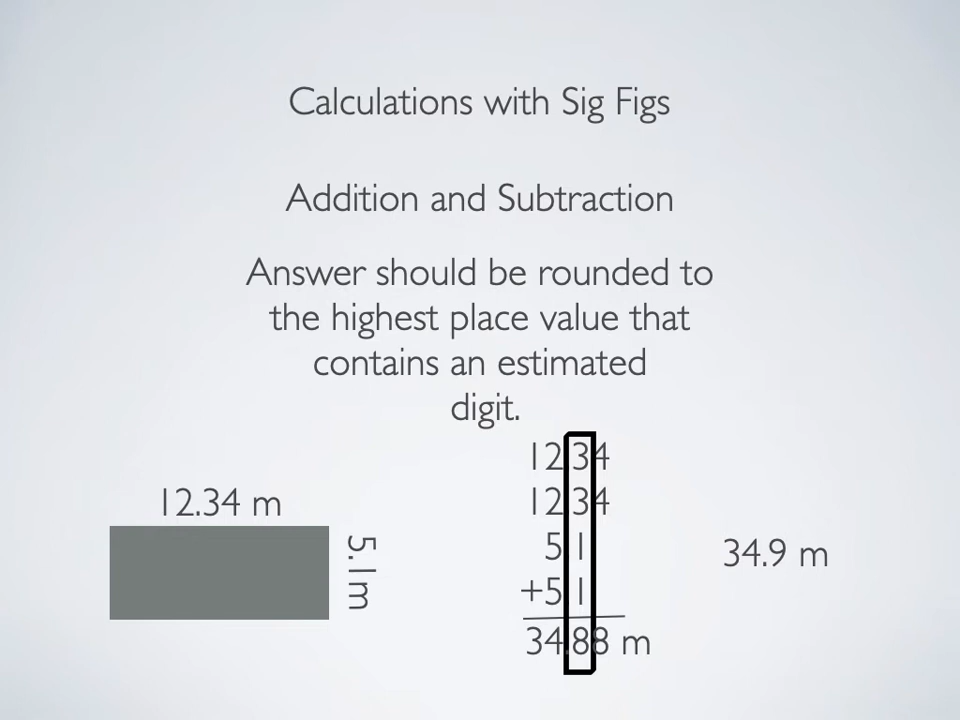 Calculations with Sig Figs
Addition and Subtraction
Answer should be rounded to
the highest place value that
contains an estimated
digit.
12.34 m
5.1m
12.34
12.34
5.1
+5.1
34.88 m
34.9 m